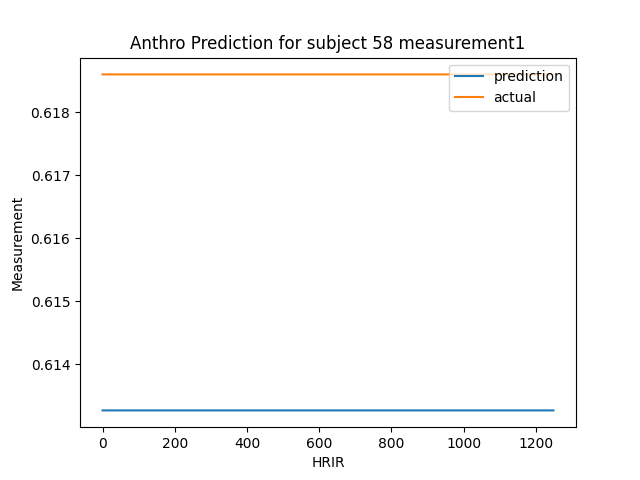 Anthro Prediction for subject 58 measurement1
prediction
actual
0.618
0.617
0.616
0.615
0.614
Measurement
0 200 400 600 800 1000 1200
HRIR